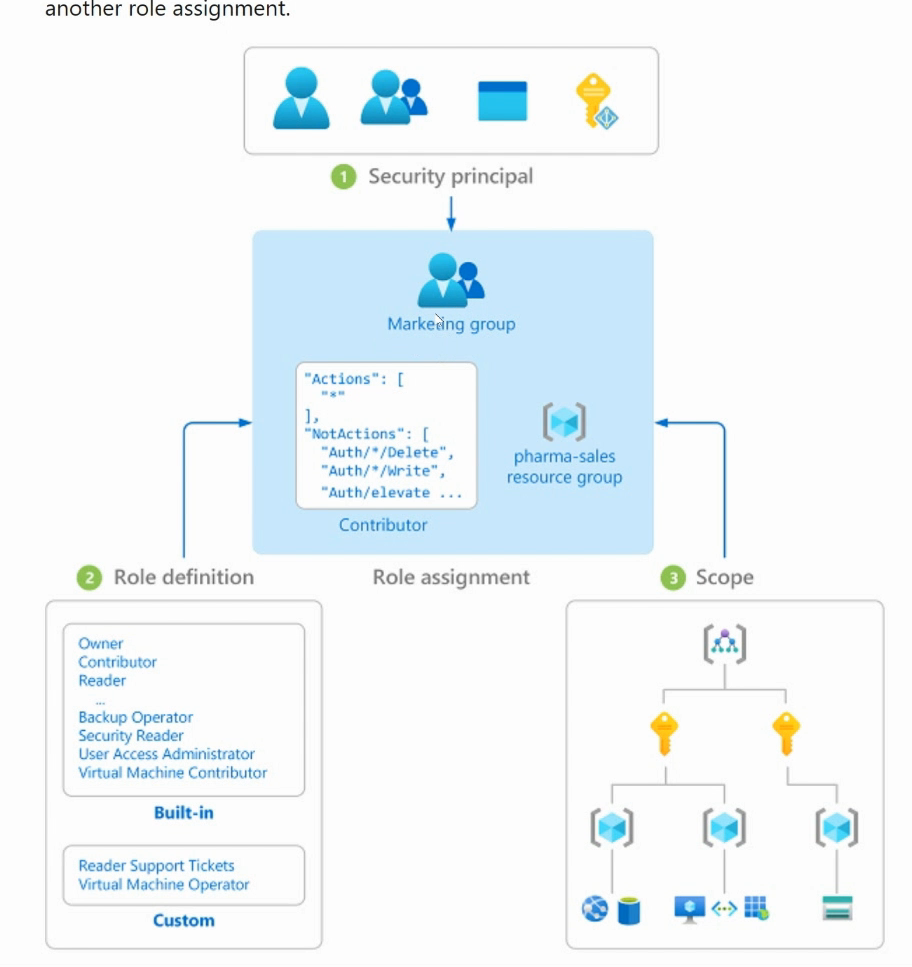 another role assignment.
1 Security principal
Marketing group
"Actions": [
"*"
],
"NotActions": [
"Auth/*/Delete",
"Auth/*/Write",
"Auth/elevate ...
Contributor
pharma-sales
resource group
2 Role definition
Role assignment
3 Scope
Owner
Contributor
Reader
...
Backup Operator
Security Reader
User Access Administrator
Virtual Machine Contributor
Built-in
Reader Support Tickets
Virtual Machine Operator
Custom